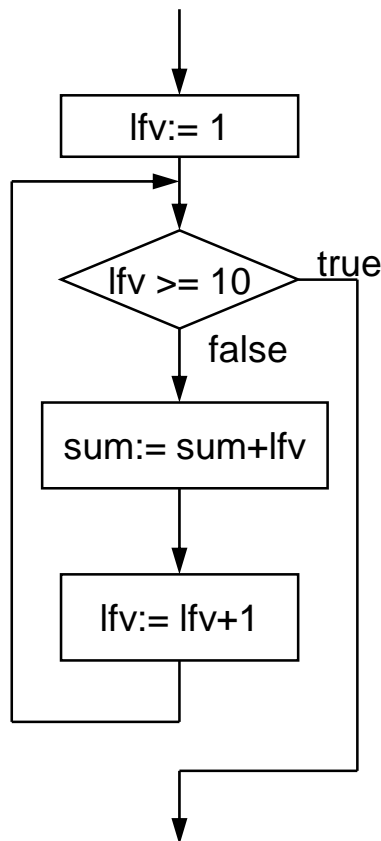 lfv:= 1
lfv >= 10
true
false
sum:= sum+lfv
lfv:= lfv+1